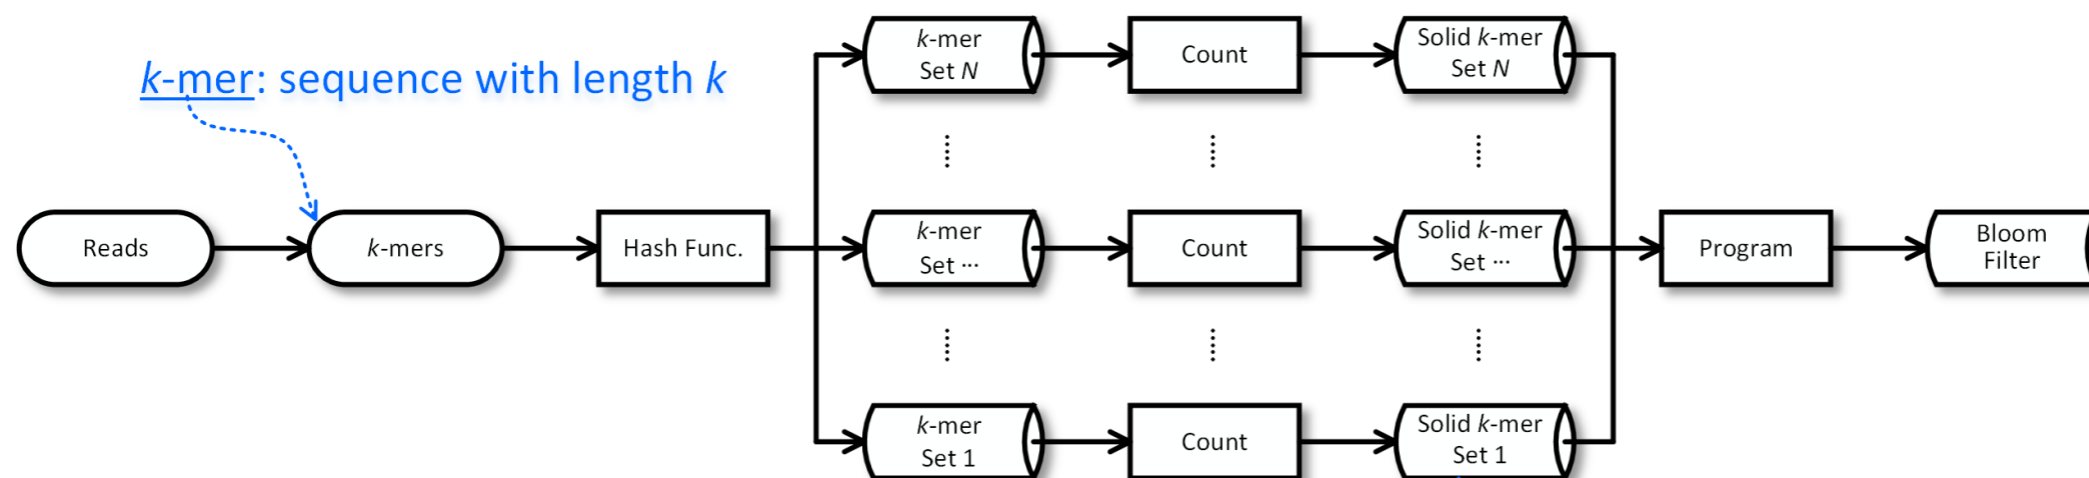 k-mer: sequence with length k
k-mer
Set N
Count
Solid k-mer
Set N
Reads
k-mers
Hash Func.
k-mer
Set ···
Count
Solid k-mer
Set ···
Program
Bloom
Filter
k-mer
Set 1
Count
Solid k-mer
Set 1